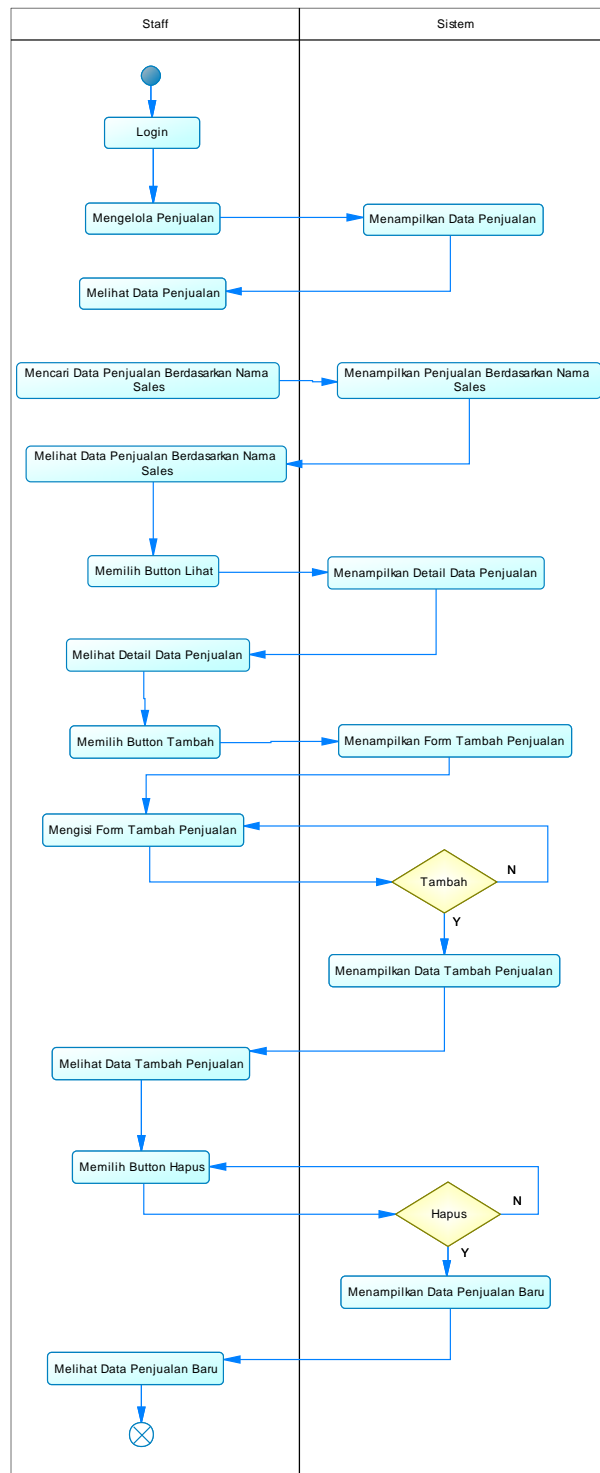 Staff
Sistem
Login
Mengelola Penjualan
Menampilkan Data Penjualan
Melihat Data Penjualan
Mencari Data Penjualan Berdasarkan Nama
Sales
Menampilkan Penjualan Berdasarkan Nama
Sales
Melihat Data Penjualan Berdasarkan Nama
Sales
Memilih Button Lihat
Menampilkan Detail Data Penjualan
Melihat Detail Data Penjualan
Memilih Button Tambah
Menampilkan Form Tambah Penjualan
Mengisi Form Tambah Penjualan
Tambah
N
Y
Menampilkan Data Tambah Penjualan
Melihat Data Tambah Penjualan
Memilih Button Hapus
Hapus
N
Y
Menampilkan Data Penjualan Baru
Melihat Data Penjualan Baru